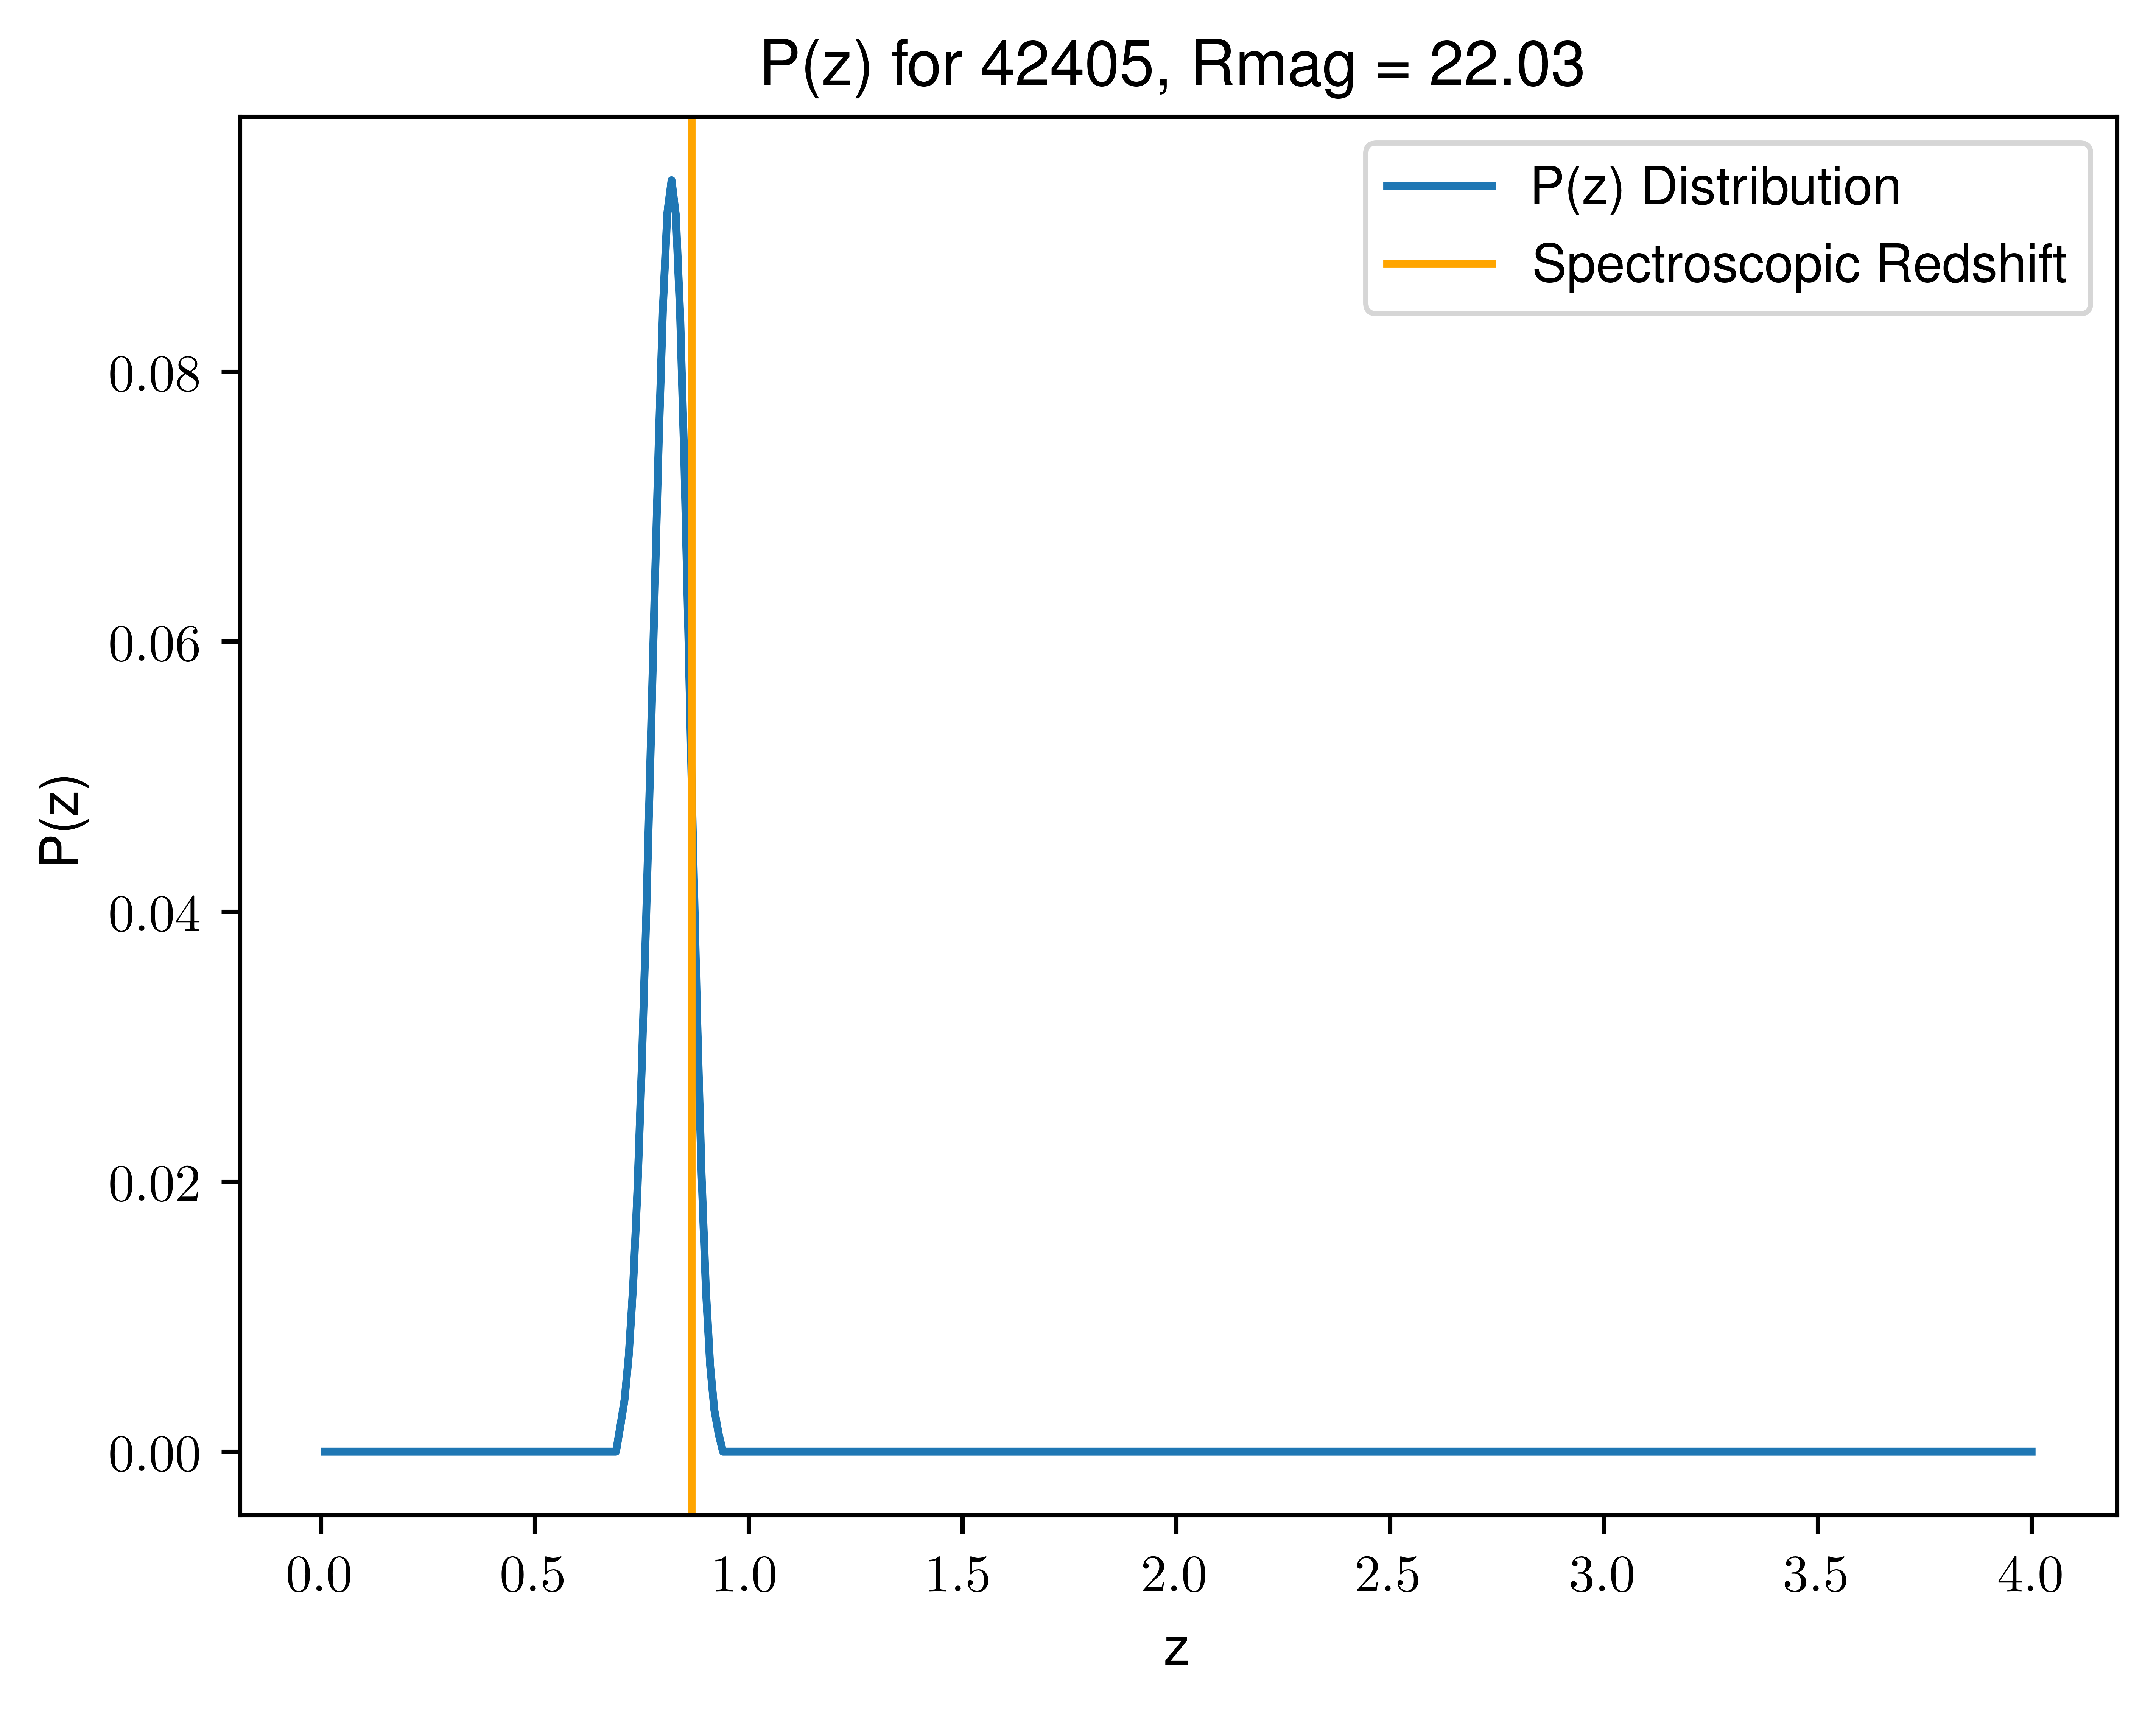 P(z) for 42405, Rmag = 22.03
P(z) Distribution
Spectroscopic Redshift
P(z)
0.08
0.06
0.04
0.02
0.00
0.0 0.5 1.0 1.5 2.0 2.5 3.0 3.5 4.0
z